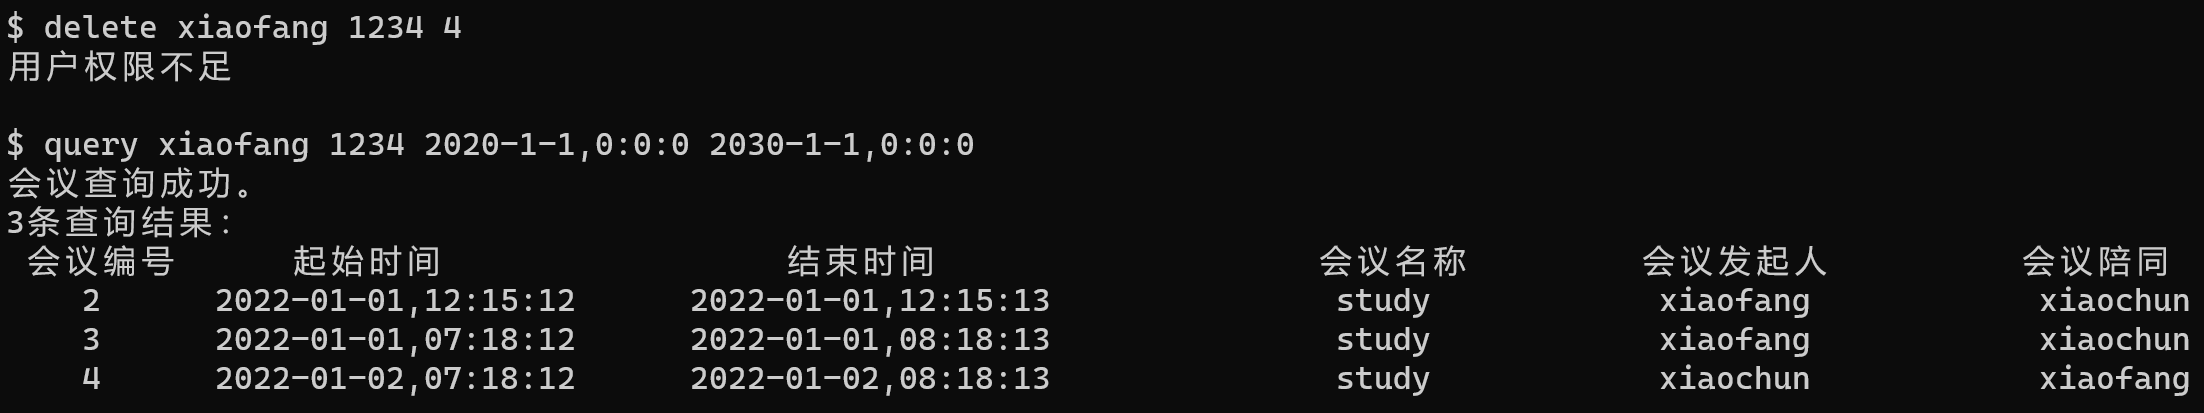 $ delete xiaofang 1234 4
用户权限不足
$ query xiaofang 1234 2020-1-1,0:0:0 2030-1-1,0:0:0
会议查询成功。
3条查询结果：
会议编号 起始时间 结束时间 会议名称 会议发起人 会议陪同
2 2022-01-01,12:15:12 2022-01-01,12:15:13 study xiaofang xiaochun
3 2022-01-01,07:18:12 2022-01-01,08:18:13 study xiaofang xiaochun
4 2022-01-02,07:18:12 2022-01-02,08:18:13 study xiaochun xiaofang